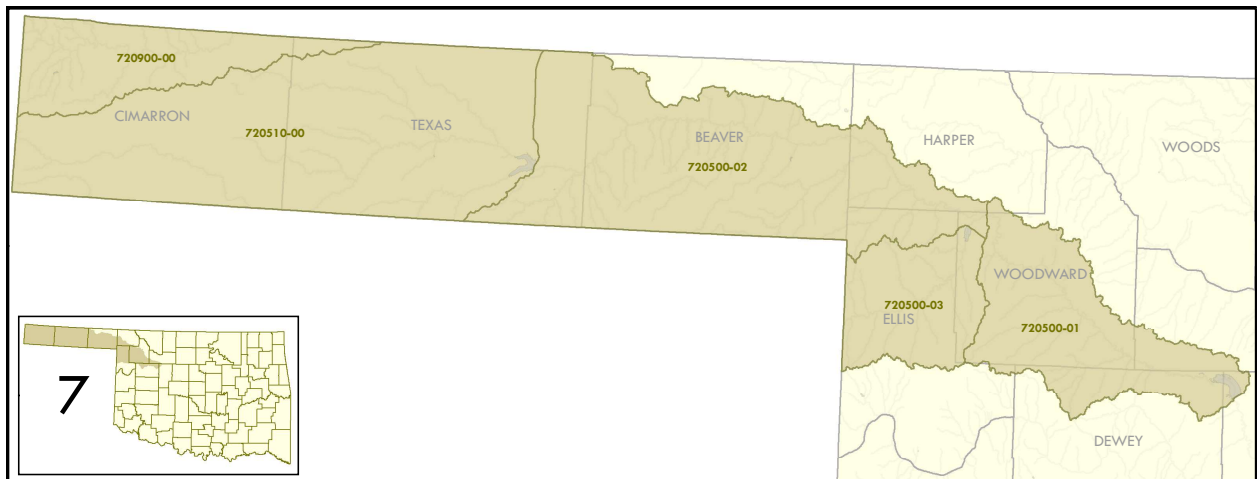 720900-00
CIMARRON
720510-00
TEXAS
BEAVER
720500-02
HARPER
WOODS
WOODWARD
720500-03
ELLIS
720500-01
DEWEY
7